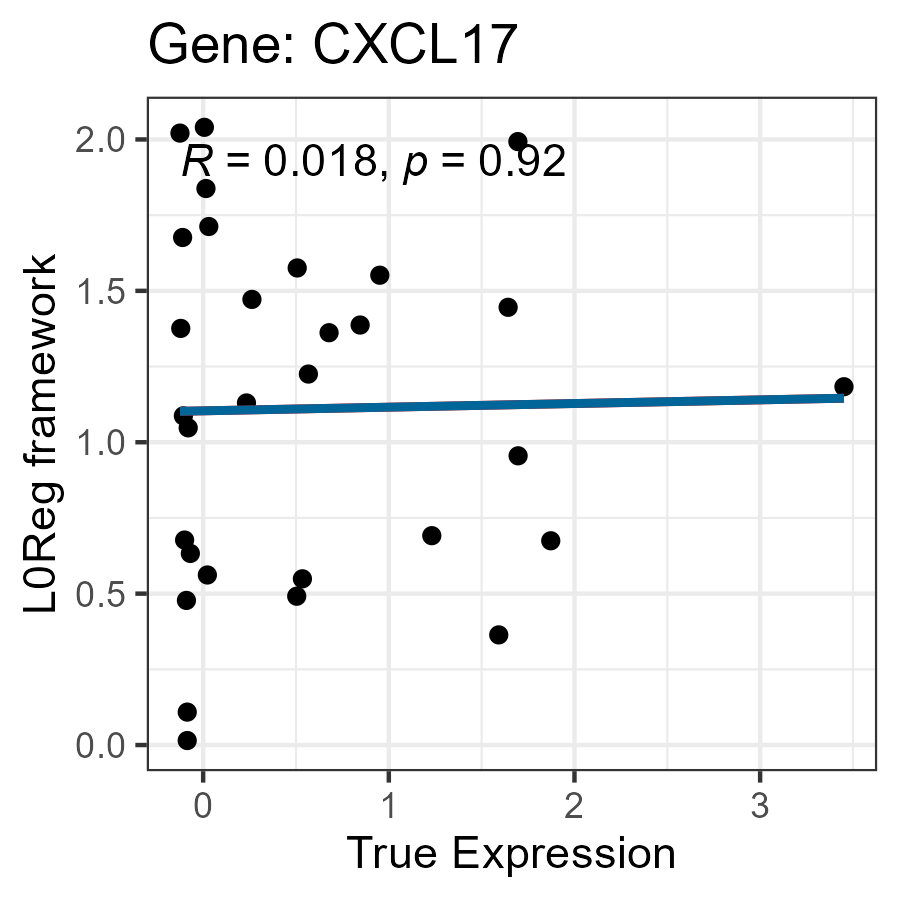 Gene: CXCL17
R = 0.018, p = 0.92
L0Reg framework
2.0
1.5
1.0
0.5
0.0
0 1 2 3
True Expression